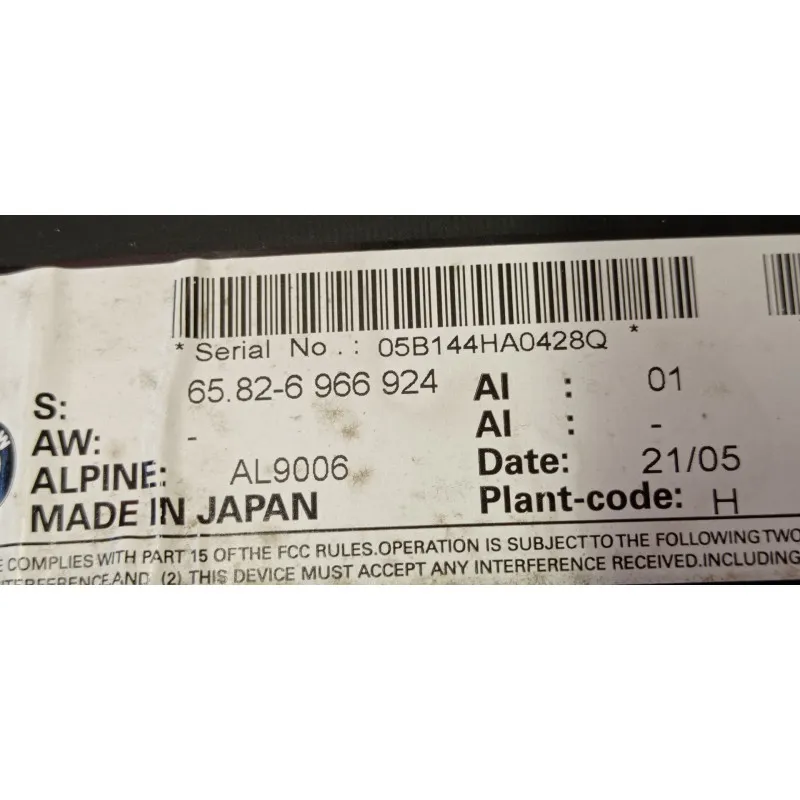 * Serial No.: 05B144HA0428Q *
S: 65.82-6 966 924 AI : 01
AW: - AI : -
ALPINE: AL9006 Date: 21/05
MADE IN JAPAN Plant-code: H
COMPLIES WITH PART 15 OF THE FCC RULES.OPERATION IS SUBJECT TO THE FOLLOWING TWO
INTERFERENCE AND (2) THIS DEVICE MUST ACCEPT ANY INTERFERENCE RECEIVED.INCLUDING